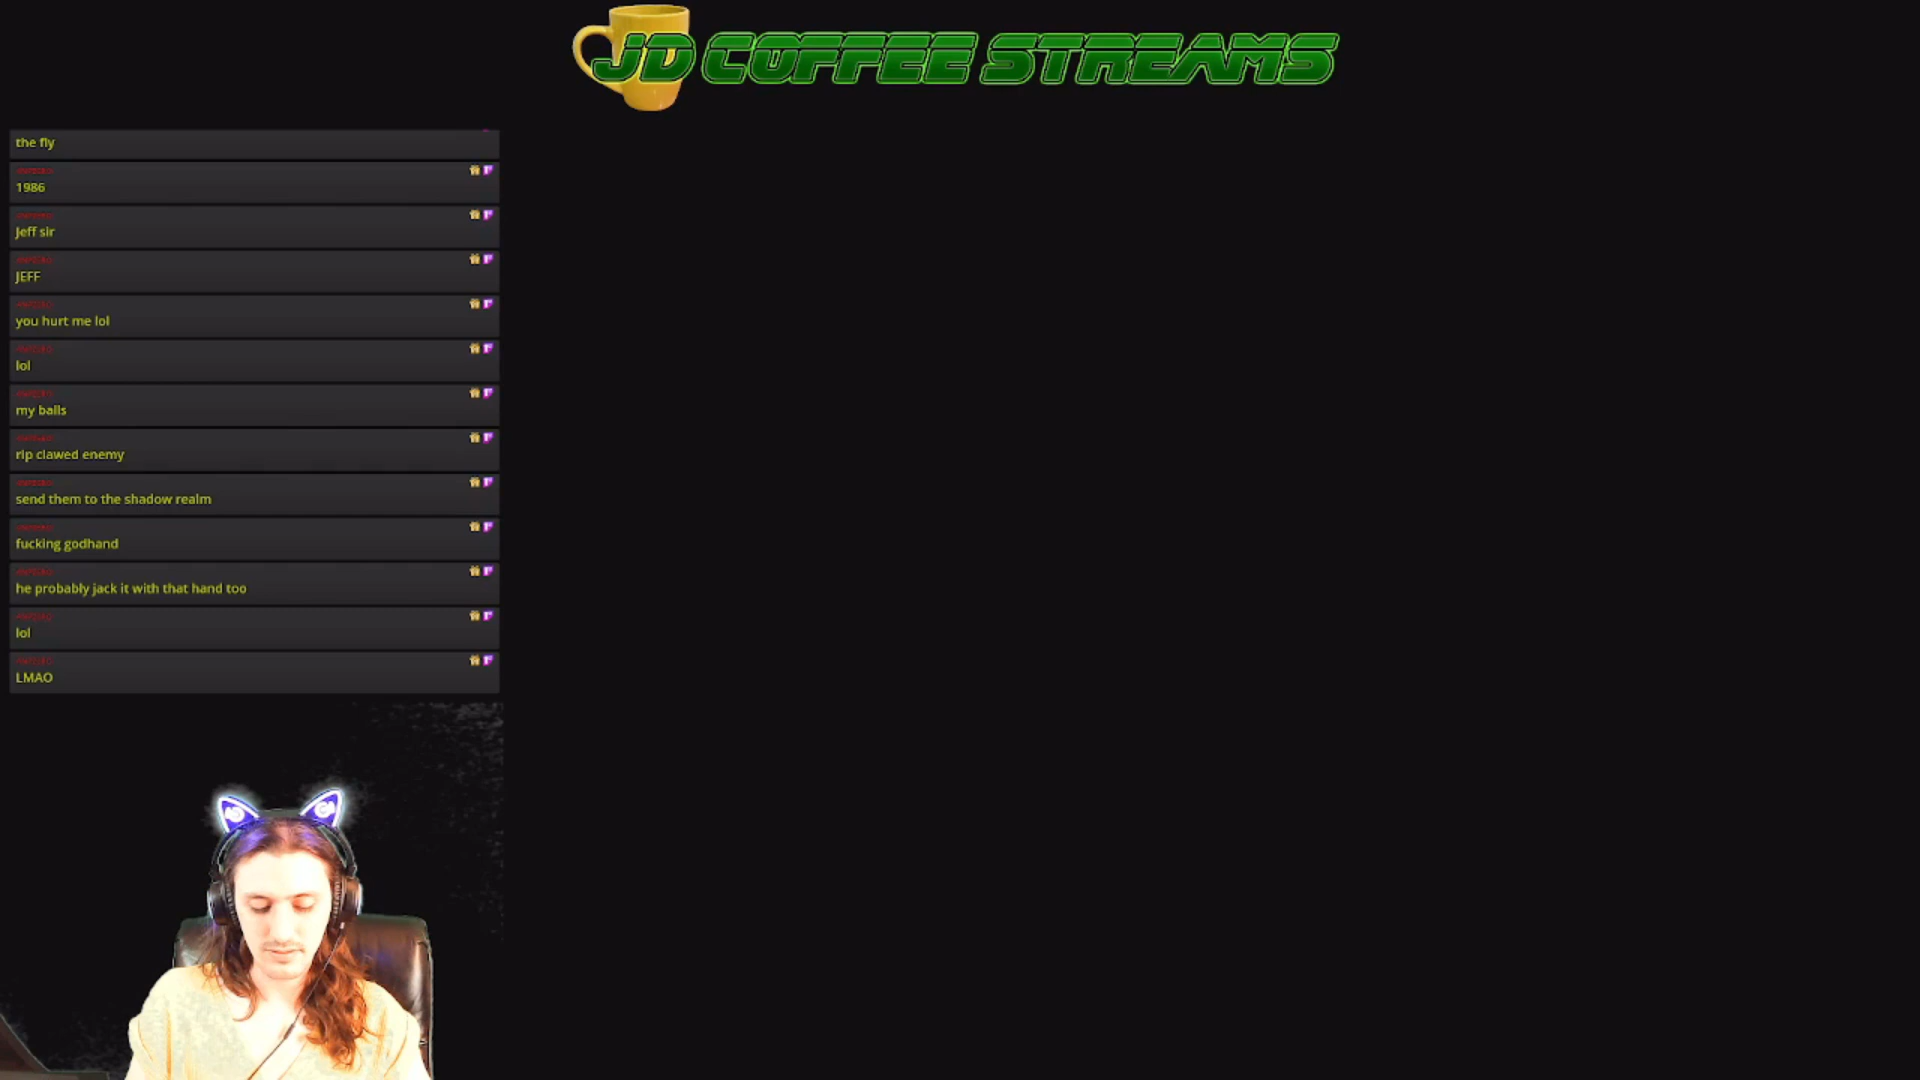 JD COFFEE STREAMS
the fly
1986
Jeff sir
JEFF
you hurt me lol
lol
my balls
rip clawed enemy
send them to the shadow realm
fucking godhand
he probably jack it with that hand too
lol
LMAO